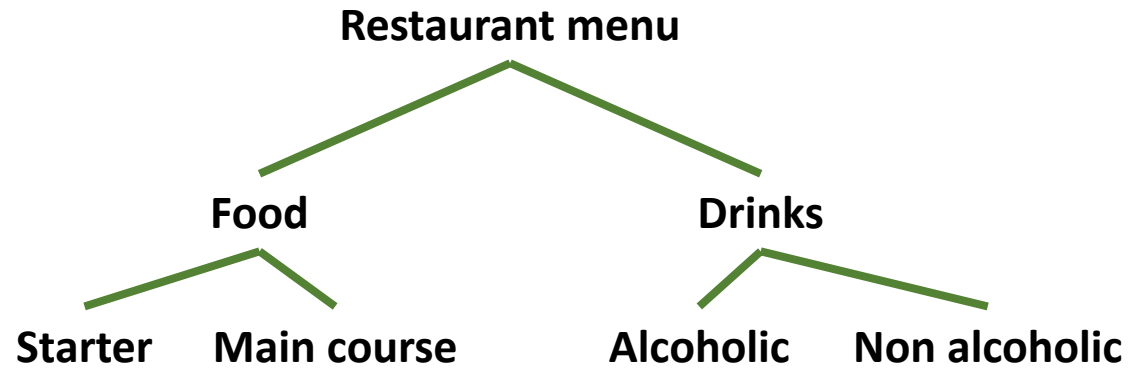 Restaurant menu
Food Drinks
Starter Main course Alcoholic Non alcoholic